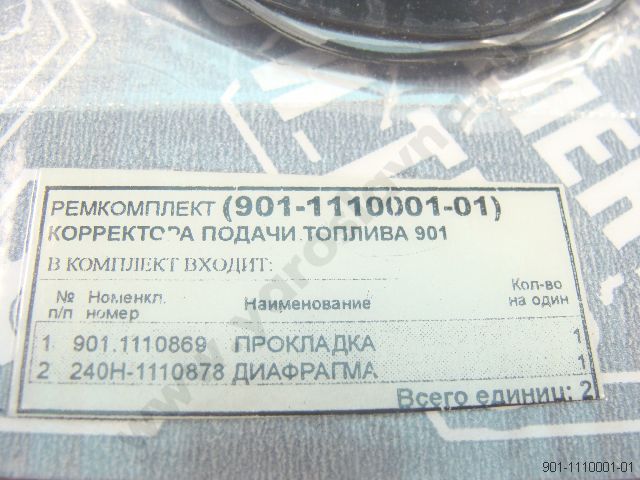 РЕМКОМПЛЕКТ (901-1110001-01)
КОРРЕКТОРА ПОДАЧИ ТОПЛИВА 901
В КОМПЛЕКТ ВХОДИТ:
№ п/п Номенкл. номер Наименование Кол-во на один
1 901.1110869 ПРОКЛАДКА 1
2 240Н-1110878 ДИАФРАГМА 1
Всего единиц: 2
901-1110001-01